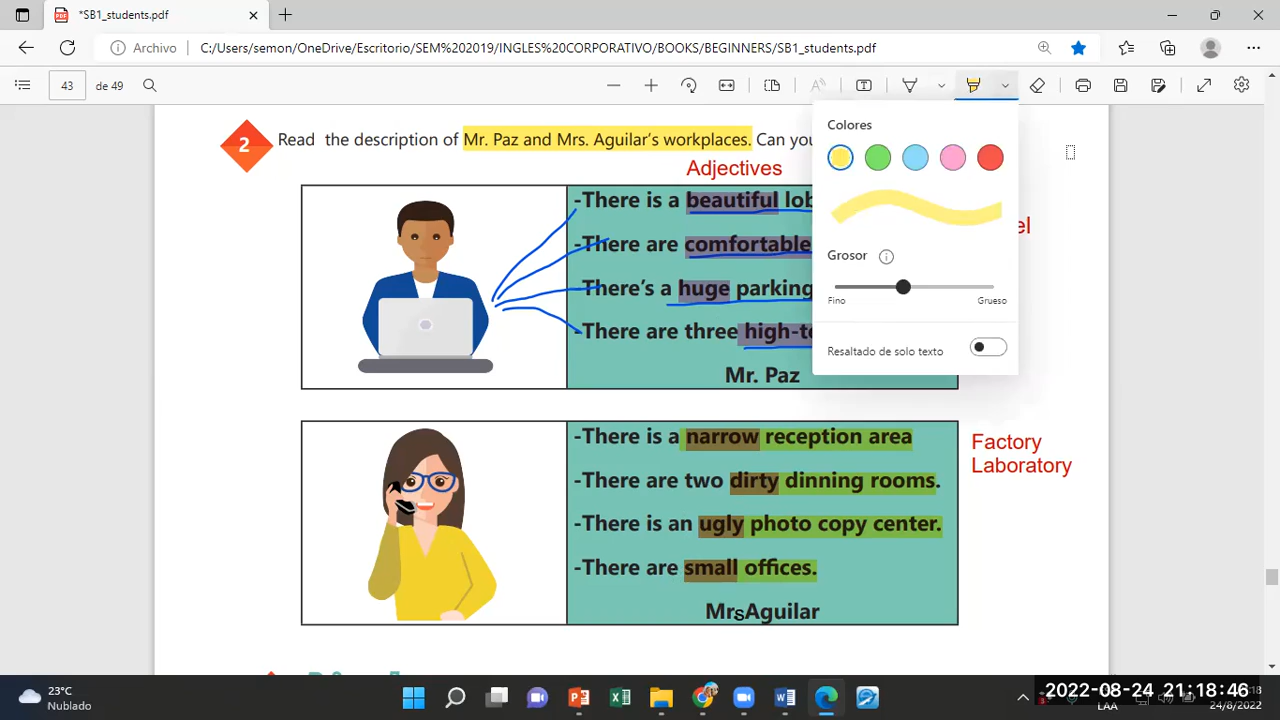 *SB1_students.pdf
Archivo C:/Users/semon/OneDrive/Escritorio/SEM%202019/INGLES%20CORPORATIVO/BOOKS/BEGINNERS/SB1_students.pdf
43 de 49
2 Read the description of Mr. Paz and Mrs. Aguilar's workplaces. Can you
Adjectives
-There is a beautiful
-There are comfortable
-There's a huge parking
-There are three
Mr. Paz
Colores
Grosor
Fino Grueso
Resaltado de solo texto
-There is a narrow reception area
-There are two dirty dinning rooms.
-There is an ugly photo copy center.
-There are small offices.
MrsAguilar
Factory
Laboratory
23°C
Nublado
2022-08-24 21:18:46
LAA 24/8/2022